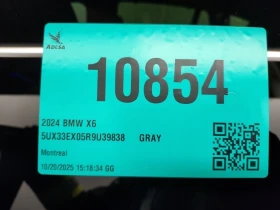 ADESA
10854
2024 BMW X6
5UX33EX05R9U39838 GRAY
Montreal
10/25/2025 15:18:34 GG